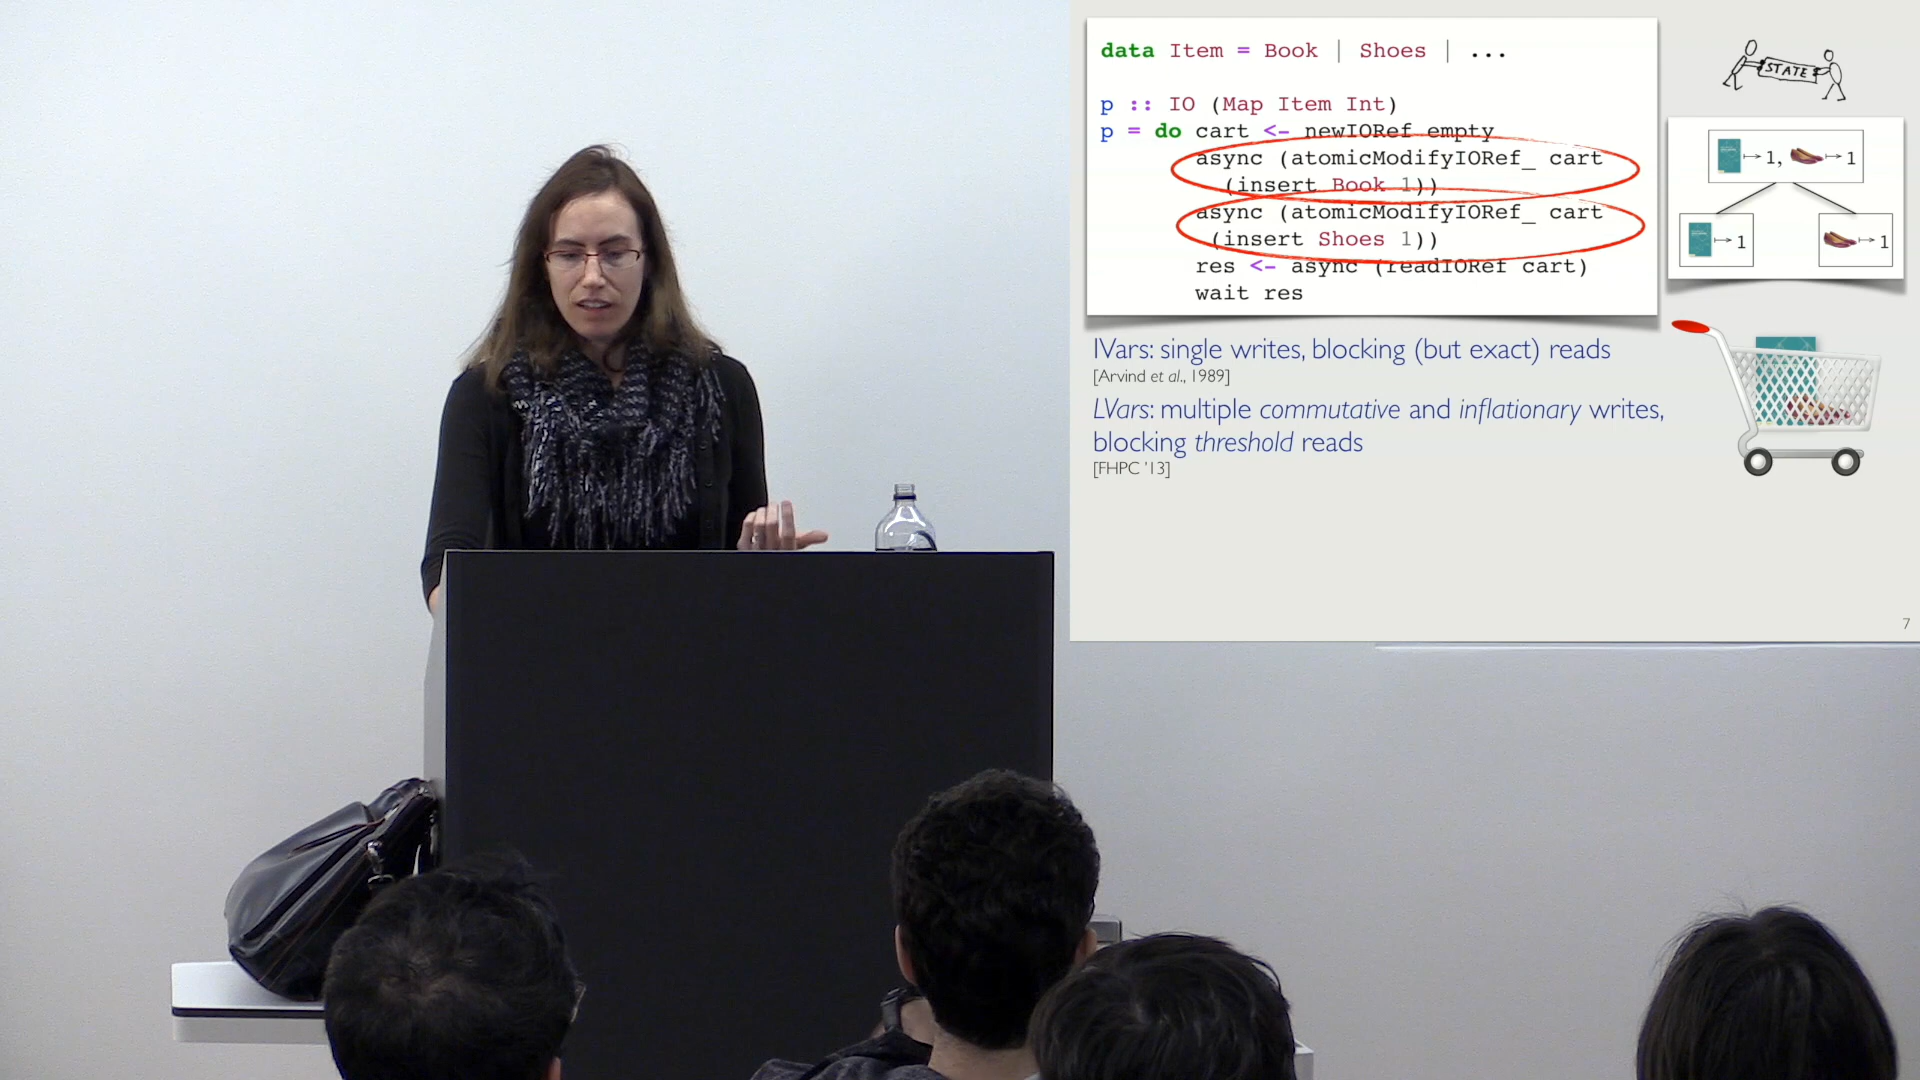 data Item = Book | Shoes | ...
p :: IO (Map Item Int)
p = do cart <- newIORef empty
async (atomicModifyIORef_ cart
(insert Book 1))
async (atomicModifyIORef_ cart
(insert Shoes 1))
res <- async (readIORef cart)
wait res
STATE
↦ 1, ↦ 1
↦ 1
↦ 1
IVars: single writes, blocking (but exact) reads
[Arvind et al., 1989]
LVars: multiple commutative and inflationary writes,
blocking threshold reads
[FHPC '13]
7